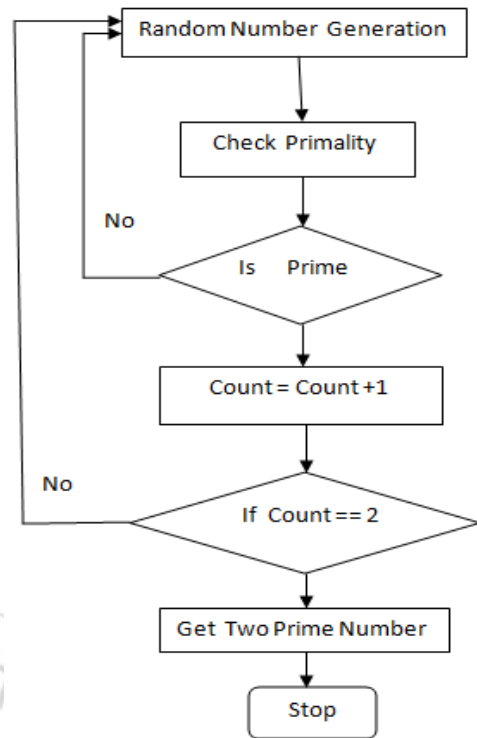 Random Number Generation
Check Primality
No
Is Prime
Count = Count +1
No
If Count == 2
Get Two Prime Number
Stop